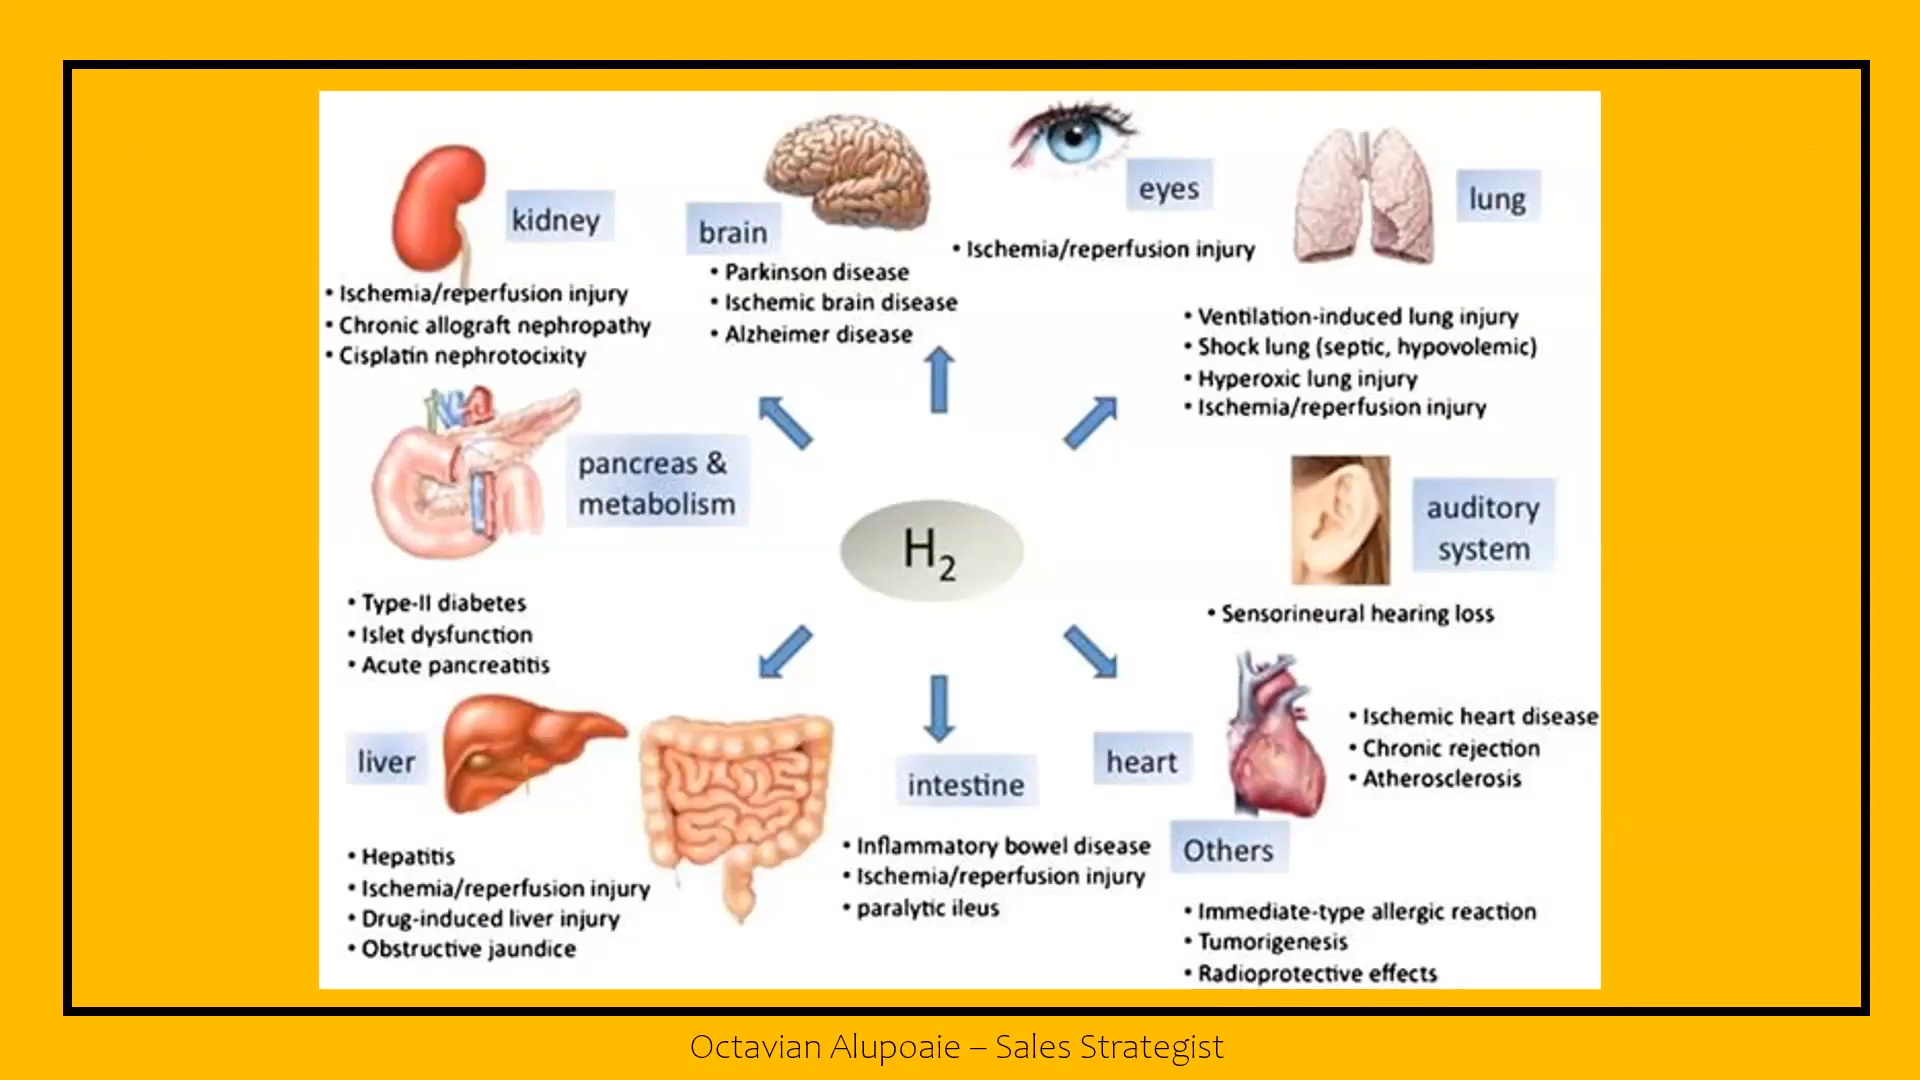 kidney
• Ischemia/reperfusion injury
• Chronic allograft nephropathy
• Cisplatin nephrotocixity
brain
• Parkinson disease
• Ischemic brain disease
• Alzheimer disease
eyes
• Ischemia/reperfusion injury
lung
• Ventilation-induced lung injury
• Shock lung (septic, hypovolemic)
• Hyperoxic lung injury
• Ischemia/reperfusion injury
pancreas &
metabolism
• Type-II diabetes
• Islet dysfunction
• Acute pancreatitis
H₂
auditory
system
• Sensorineural hearing loss
liver
• Hepatitis
• Ischemia/reperfusion injury
• Drug-induced liver injury
• Obstructive jaundice
intestine
• Inflammatory bowel disease
• Ischemia/reperfusion injury
• paralytic ileus
heart
• Ischemic heart disease
• Chronic rejection
• Atherosclerosis
Others
• Immediate-type allergic reaction
• Tumorigenesis
• Radioprotective effects
Octavian Alupoaie – Sales Strategist